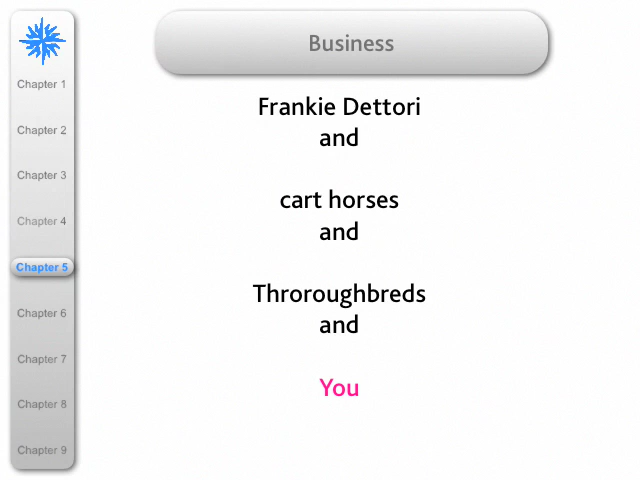 Business
Chapter 1
Chapter 2
Chapter 3
Chapter 4
Chapter 5
Chapter 6
Chapter 7
Chapter 8
Chapter 9
Frankie Dettori
and
cart horses
and
Throroughbreds
and
You